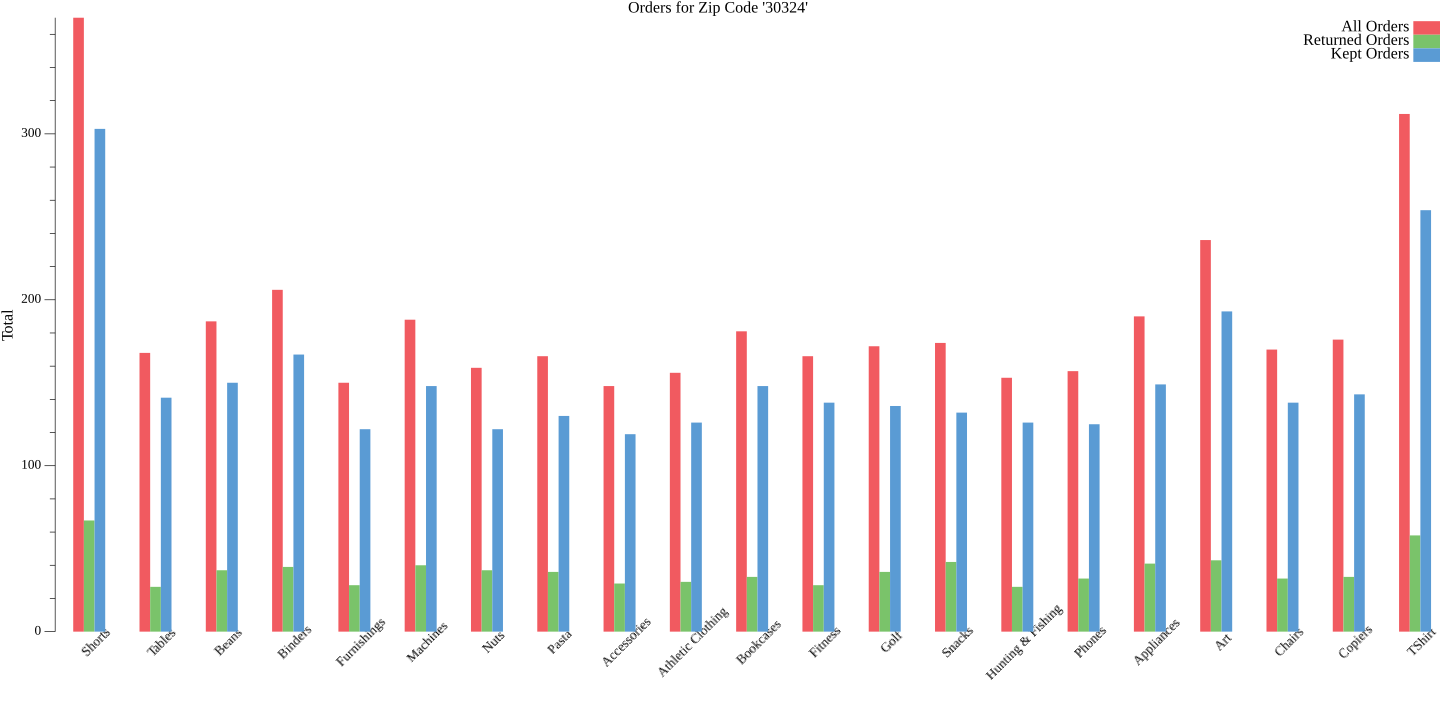 Orders for Zip Code '30324'
All Orders
Returned Orders
Kept Orders
Total
300
200
100
0
Shorts
Tables
Beans
Binders
Furnishings
Machines
Nuts
Pasta
Accessories
Athletic Clothing
Bookcases
Fitness
Golf
Snacks
Hunting & Fishing
Phones
Appliances
Art
Chairs
Copiers
TShirt